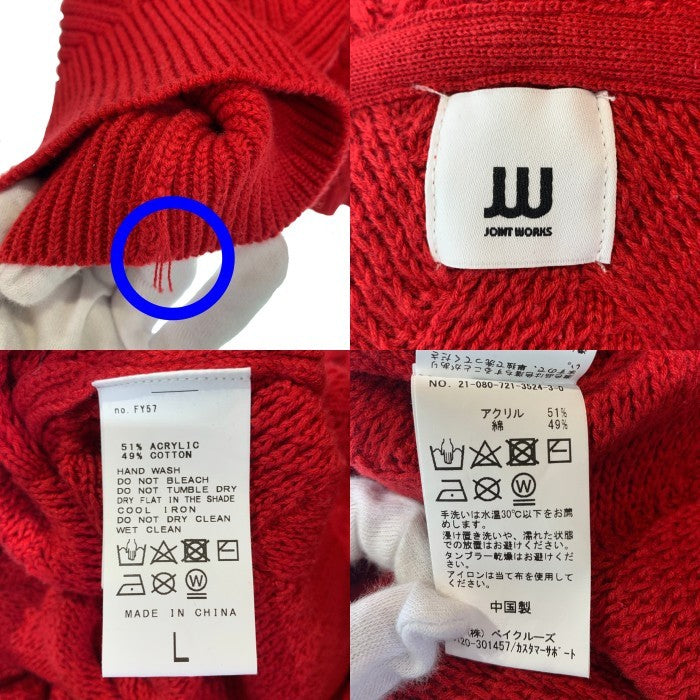 JOINT WORKS
no. FY57
51% ACRYLIC
49% COTTON
HAND WASH
DO NOT BLEACH
DO NOT TUMBLE DRY
DRY FLAT IN THE SHADE
COOL IRON
DO NOT DRY CLEAN
WET CLEAN
W
MADE IN CHINA
L
NO. 21-080-721-3524-3-0
アクリル 51%
綿 49%
W
手洗いは水温30℃以下をお薦
めします。
浸け置き洗いや、濡れた状態
での放置はお避けください。
タンブラー乾燥はお避けください。
アイロンは当て布を使用して
ください。
中国製
(株) ベイクルーズ
20-301457/カスタマーサポート